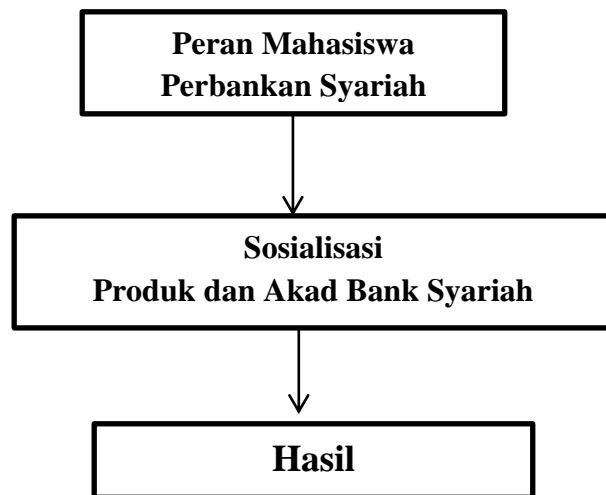 Peran Mahasiswa
Perbankan Syariah
Sosialisasi
Produk dan Akad Bank Syariah
Hasil